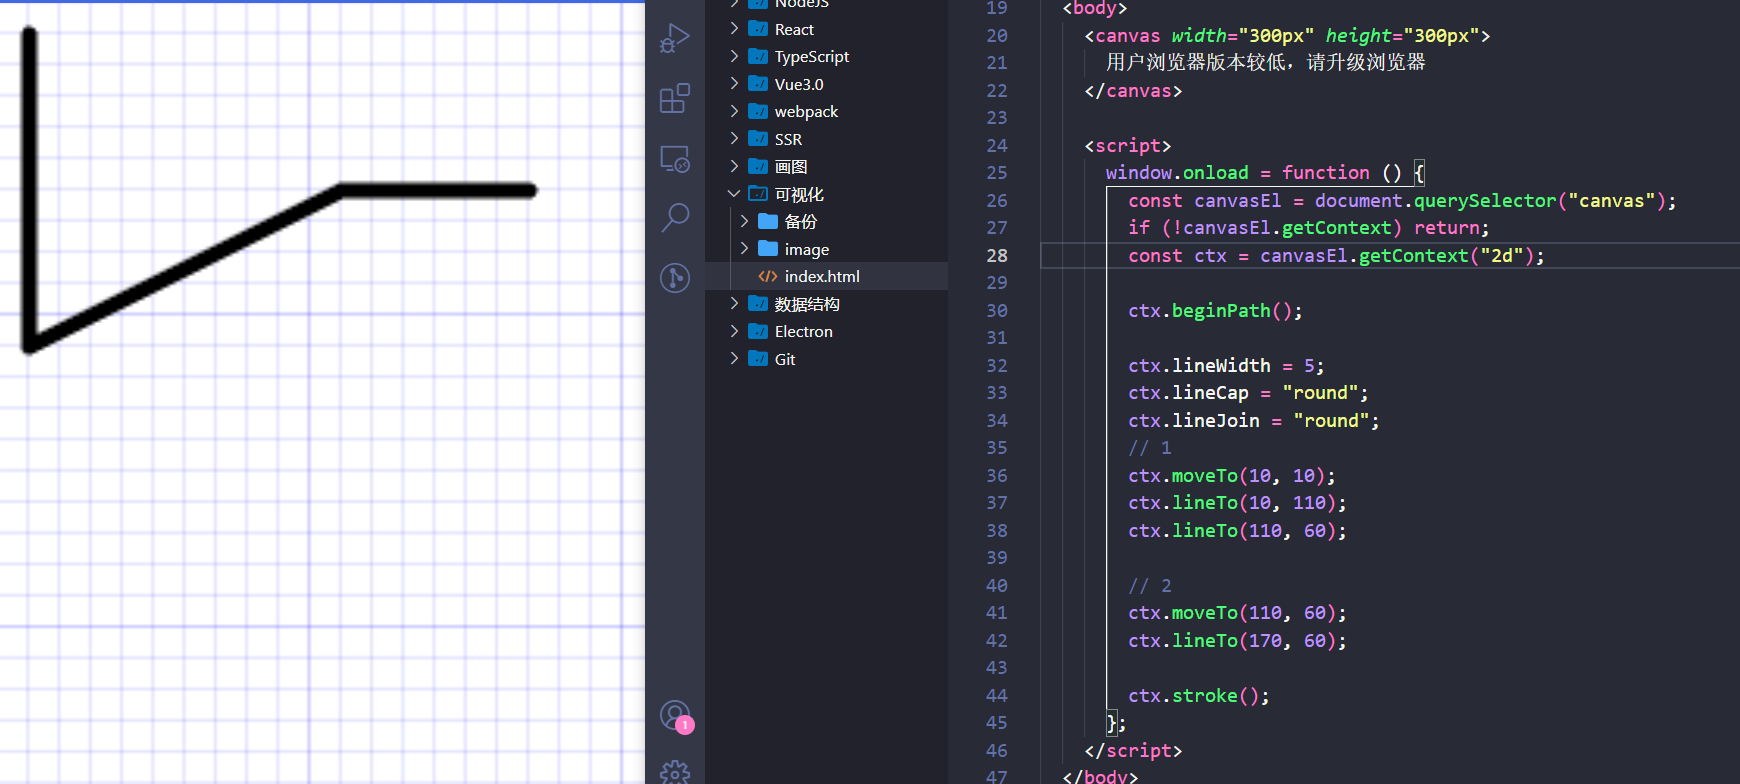 NodeJS
React
TypeScript
Vue3.0
webpack
SSR
画图
可视化
备份
image
index.html
数据结构
Electron
Git
1
19 <body>
20 <canvas width="300px" height="300px">
21 用户浏览器版本较低，请升级浏览器
22 </canvas>
23
24 <script>
25 window.onload = function () {
26 const canvasEl = document.querySelector("canvas");
27 if (!canvasEl.getContext) return;
28 const ctx = canvasEl.getContext("2d");
29
30 ctx.beginPath();
31
32 ctx.lineWidth = 5;
33 ctx.lineCap = "round";
34 ctx.lineJoin = "round";
35 // 1
36 ctx.moveTo(10, 10);
37 ctx.lineTo(10, 110);
38 ctx.lineTo(110, 60);
39
40 // 2
41 ctx.moveTo(110, 60);
42 ctx.lineTo(170, 60);
43
44 ctx.stroke();
45 };
46 </script>
47 </body>